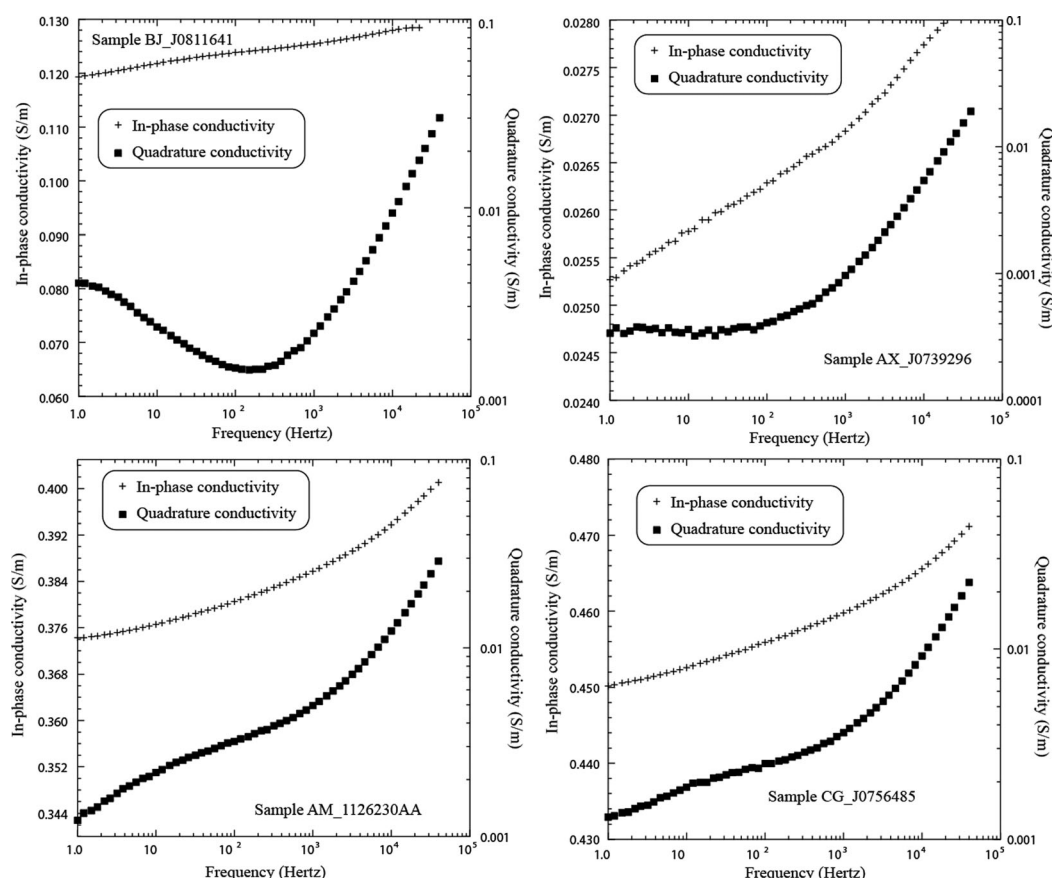 Sample BJ_J0811641
In-phase conductivity
Quadrature conductivity
In-phase conductivity (S/m)
0.130
0.120
0.110
0.100
0.090
0.080
0.070
0.060
Quadrature conductivity (S/m)
0.1
0.01
0.001
1.0 10 10² 10³ 10⁴ 10⁵
Frequency (Hertz)
In-phase conductivity
Quadrature conductivity
Sample AX_J0739296
In-phase conductivity (S/m)
0.0280
0.0275
0.0270
0.0265
0.0260
0.0255
0.0250
0.0245
0.0240
Quadrature conductivity (S/m)
0.1
0.01
0.001
0.0001
1.0 10 10² 10³ 10⁴ 10⁵
Frequency (Hertz)
In-phase conductivity
Quadrature conductivity
Sample AM_1126230AA
In-phase conductivity (S/m)
0.400
0.392
0.384
0.376
0.368
0.360
0.352
0.344
Quadrature conductivity (S/m)
0.1
0.01
0.001
1.0 10 10² 10³ 10⁴ 10⁵
Frequency (Hertz)
In-phase conductivity
Quadrature conductivity
Sample CG_J0756485
In-phase conductivity (S/m)
0.480
0.470
0.460
0.450
0.440
0.430
Quadrature conductivity (S/m)
0.1
0.01
0.001
1.0 10 10² 10³ 10⁴ 10⁵
Frequency (Hertz)